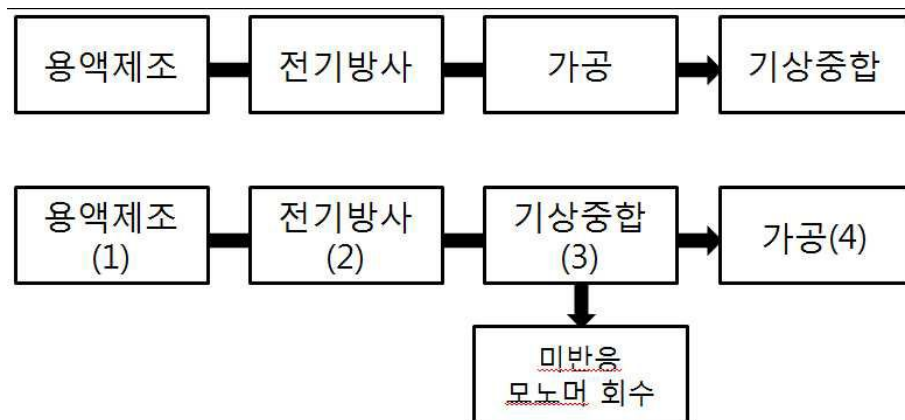 용액제조
전기방사
가공
기상중합
용액제조
(1)
전기방사
(2)
기상중합
(3)
가공(4)
미반응
모노머 회수